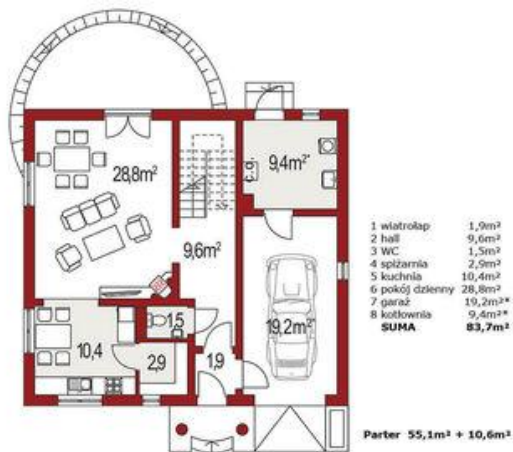 28,8m²
9,4m²*
9,6m²
19,2m²*
1,5
10,4
2,9
1,9
1 wiatrołap 1,9m²
2 hall 9,6m²
3 WC 1,5m²
4 spiżarnia 2,9m²
5 kuchnia 10,4m²
6 pokój dzienny 28,8m²
7 garaż 19,2m²*
8 kotłownia 9,4m²*
SUMA 83,7m²
Parter 55,1m² + 10,6m²